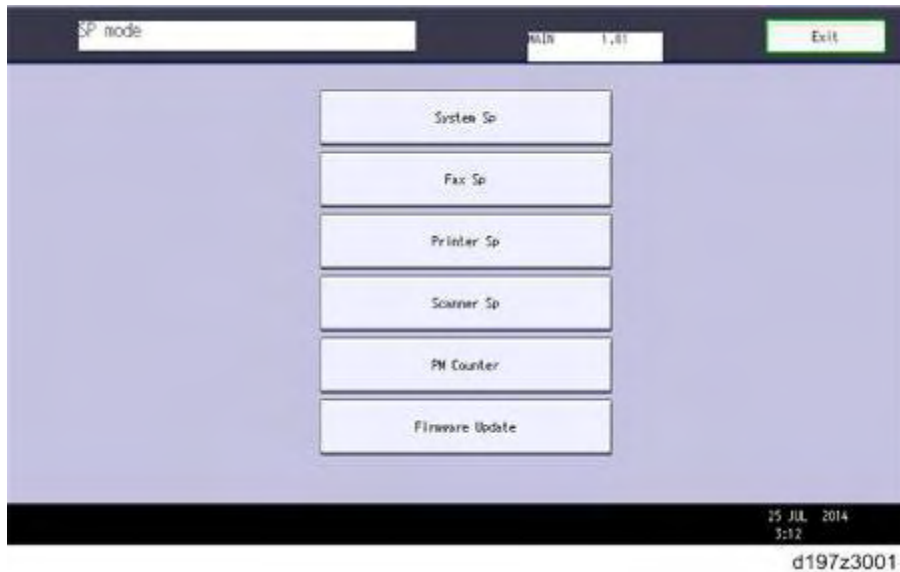 SP mode
MAIN 1.01
Exit
System Sp
Fax Sp
Printer Sp
Scanner Sp
PM Counter
Firmware Update
25 JUL 2014
3:12
d197z3001